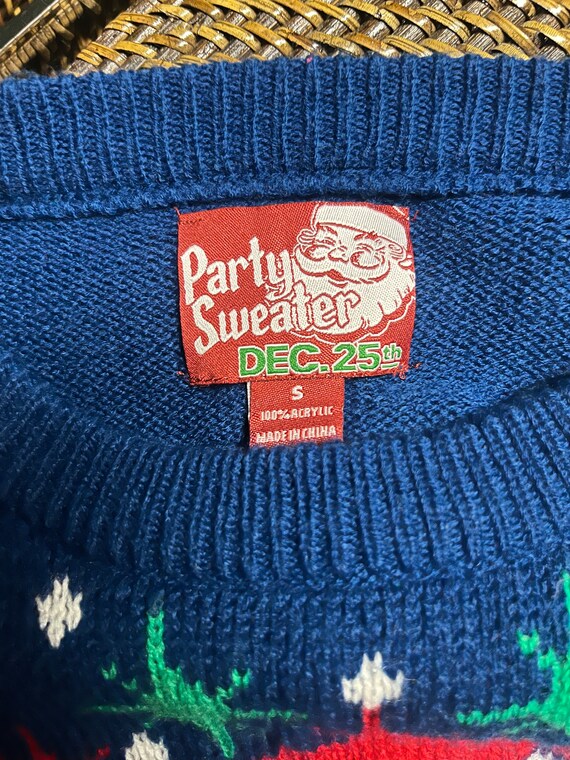 Party
Sweater
DEC. 25th
S
100% ACRYLIC
MADE IN CHINA